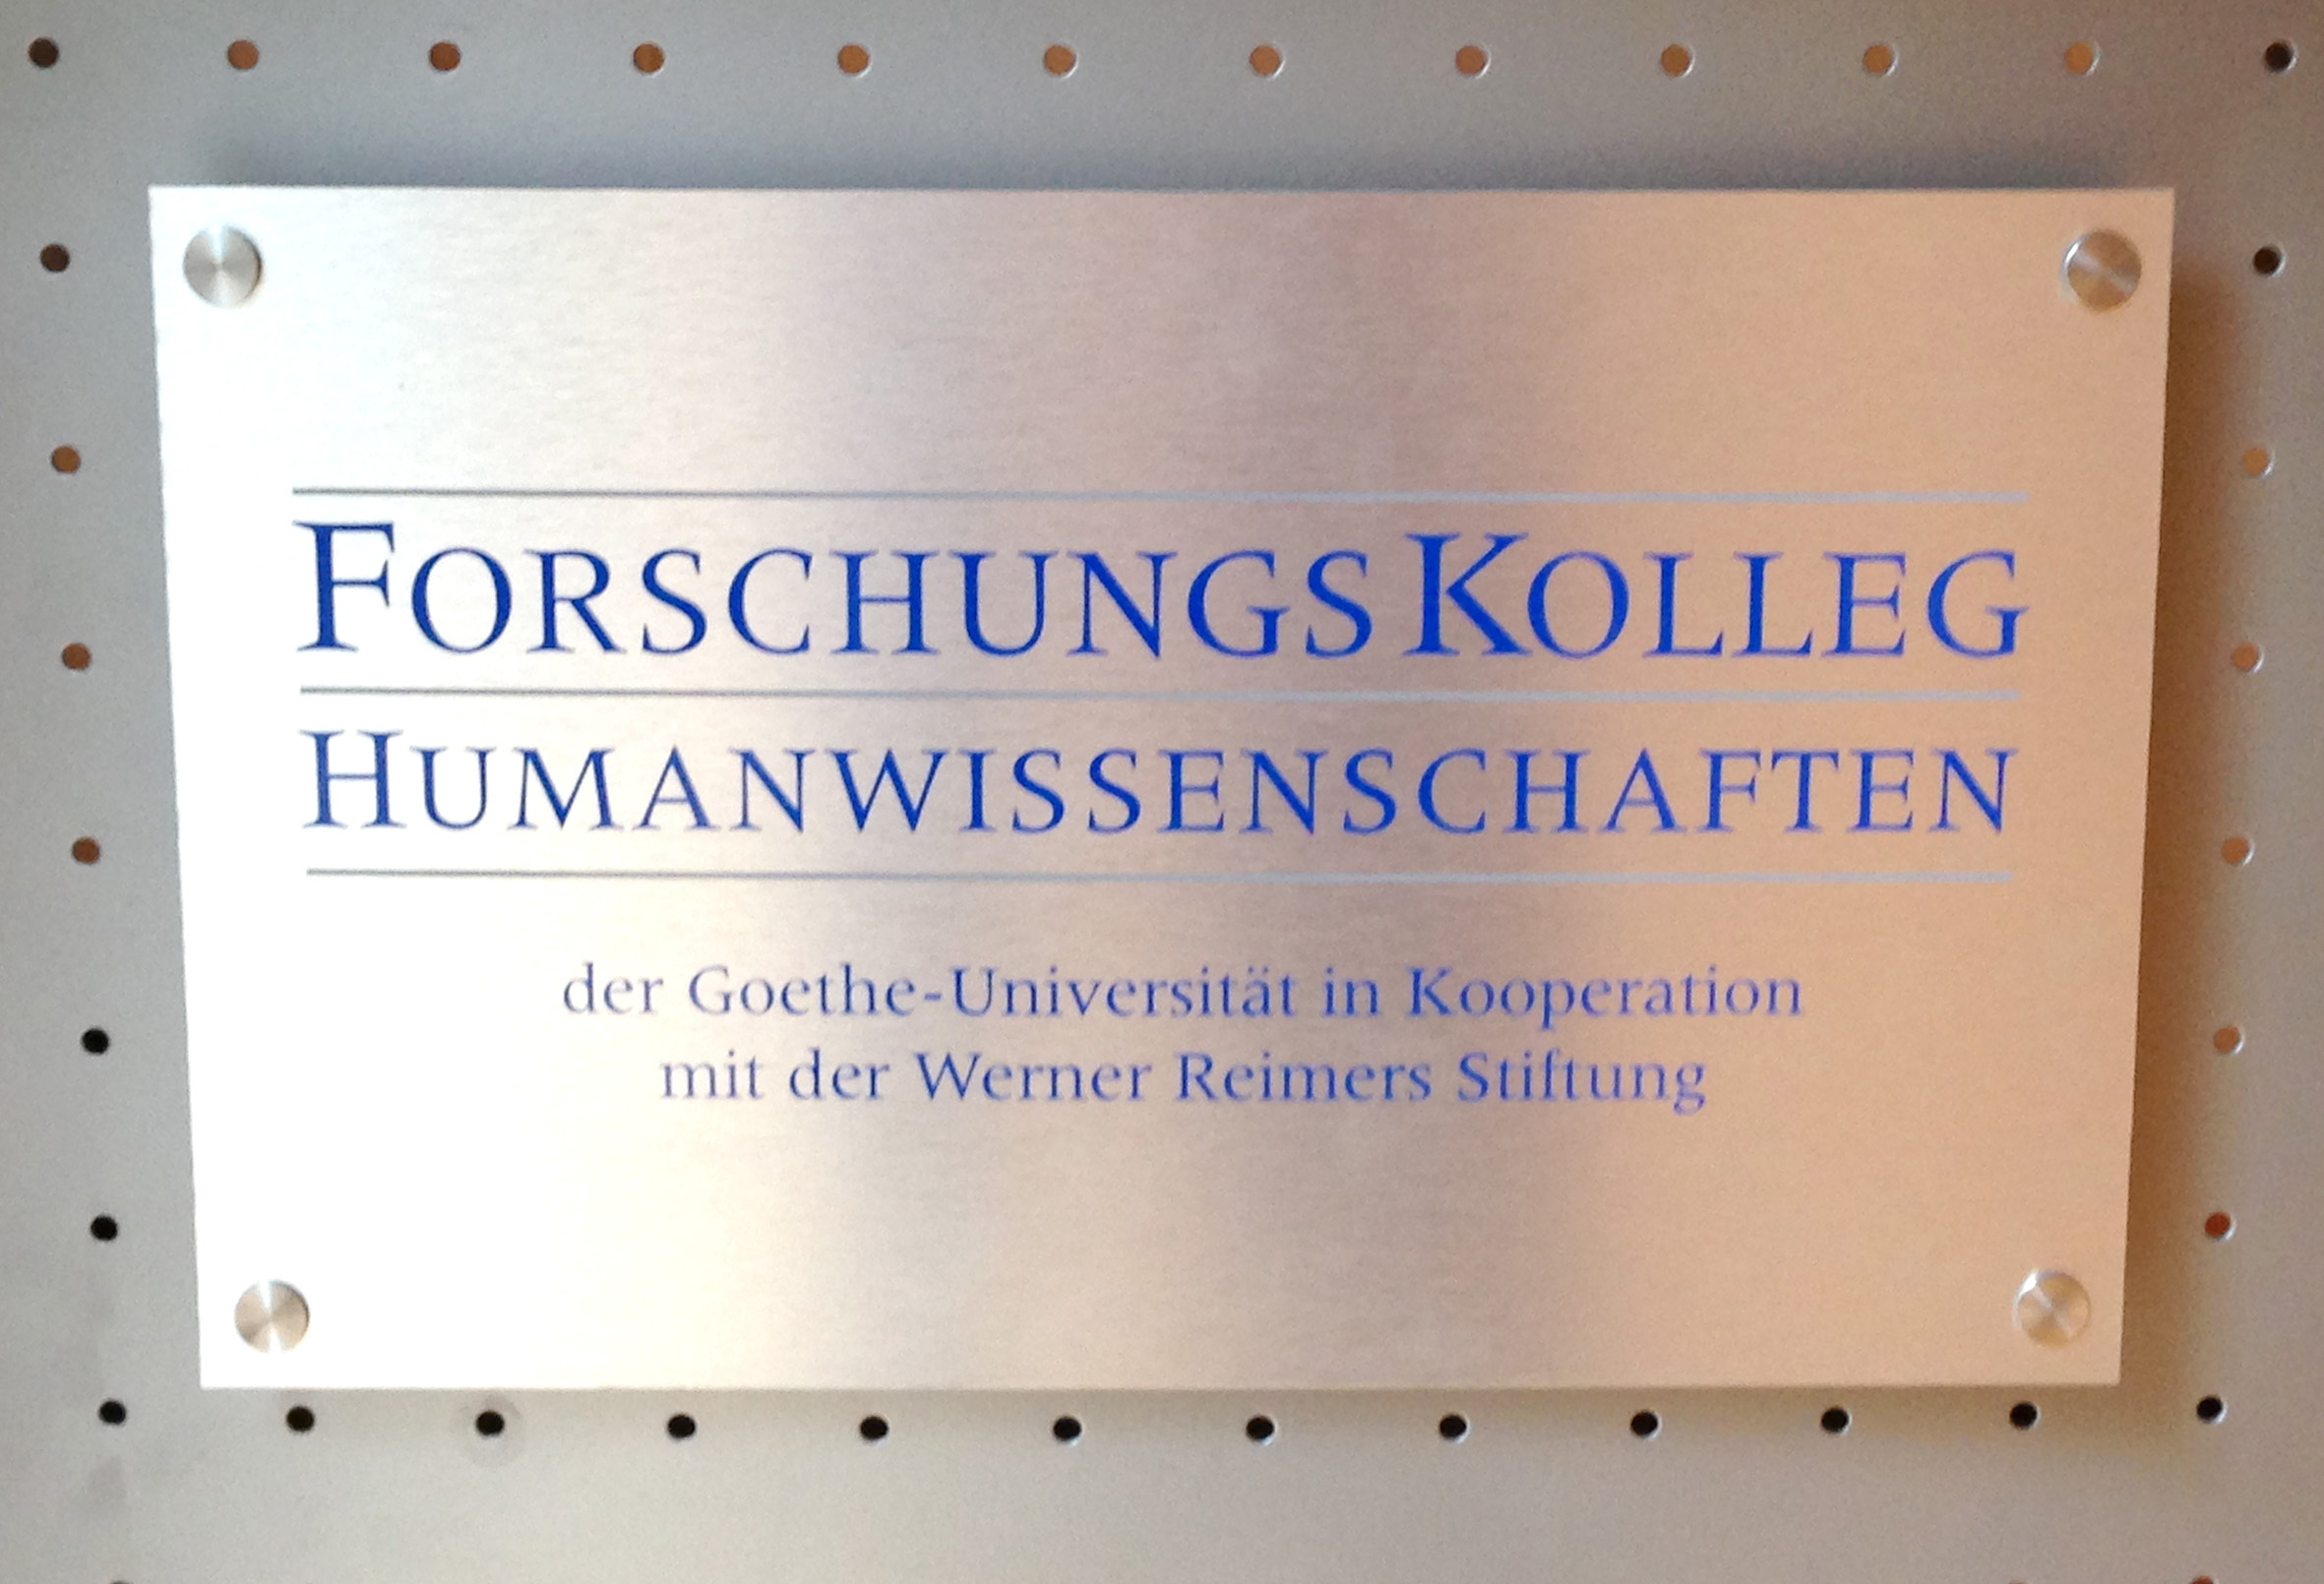 FORSCHUNGSKOLLEG
HUMANWISSENSCHAFTEN
der Goethe-Universität in Kooperation
mit der Werner Reimers Stiftung